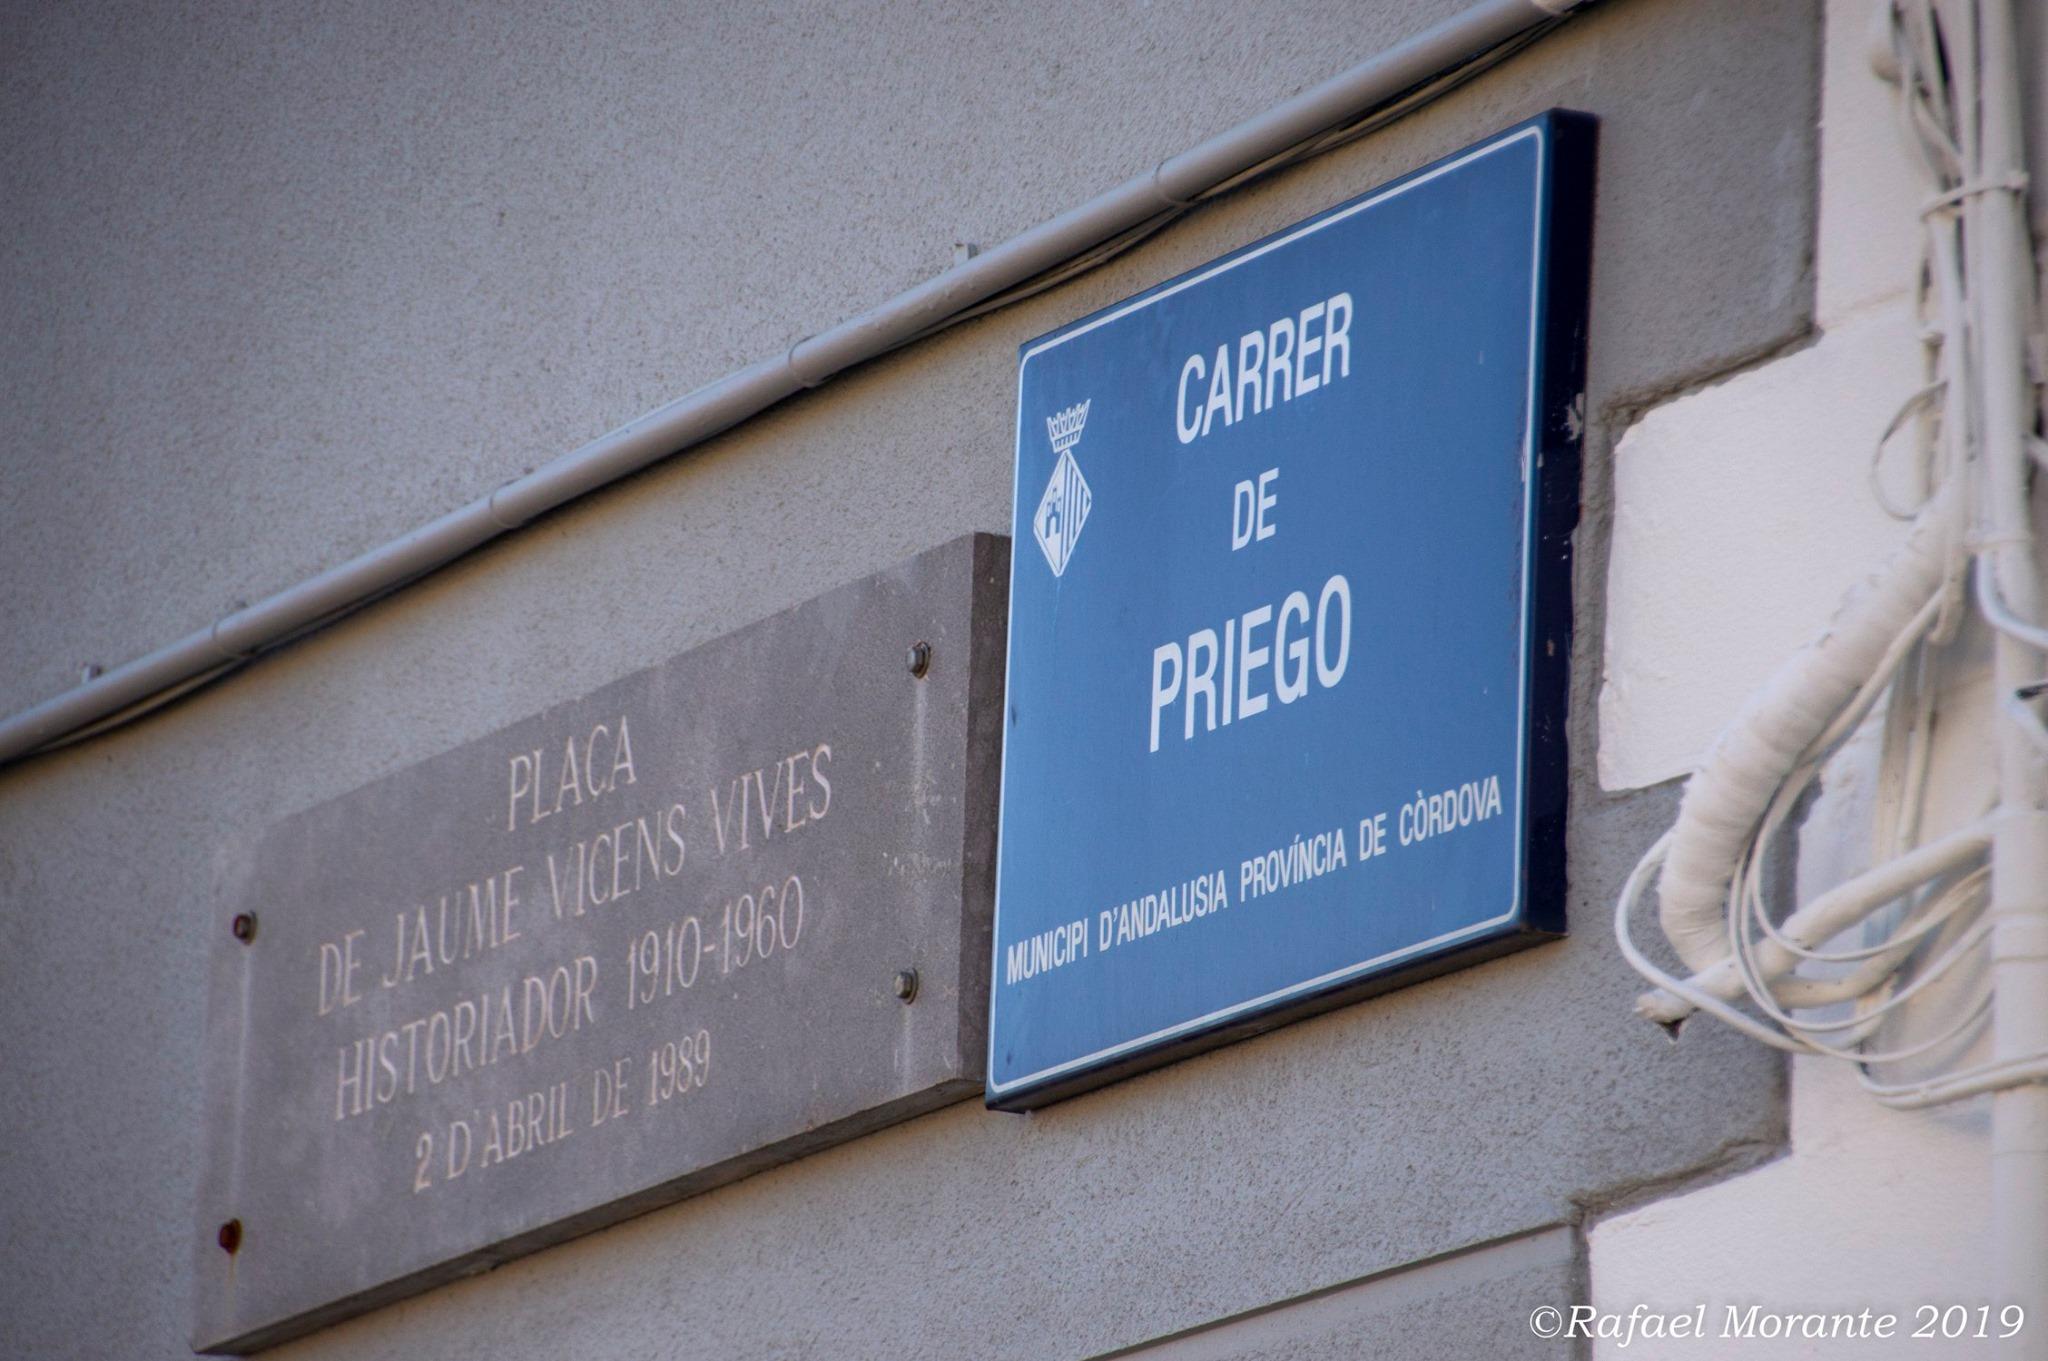 PLAÇA
DE JAUME VICENS VIVES
HISTORIADOR 1910-1960
2 D'ABRIL DE 1989
CARRER
DE
PRIEGO
MUNICIPI D'ANDALUSIA PROVÍNCIA DE CÒRDOVA
©Rafael Morante 2019